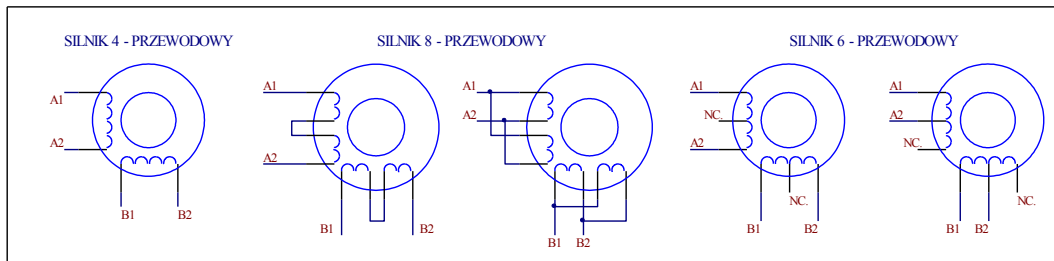 SILNIK 4 - PRZEWODOWY
SILNIK 8 - PRZEWODOWY
SILNIK 6 - PRZEWODOWY
A1
A2
B1
B2
A1
A2
B1
B2
A1
A2
B1
B2
A1
NC.
A2
B1
NC.
B2
A1
A2
NC.
B1
B2
NC.